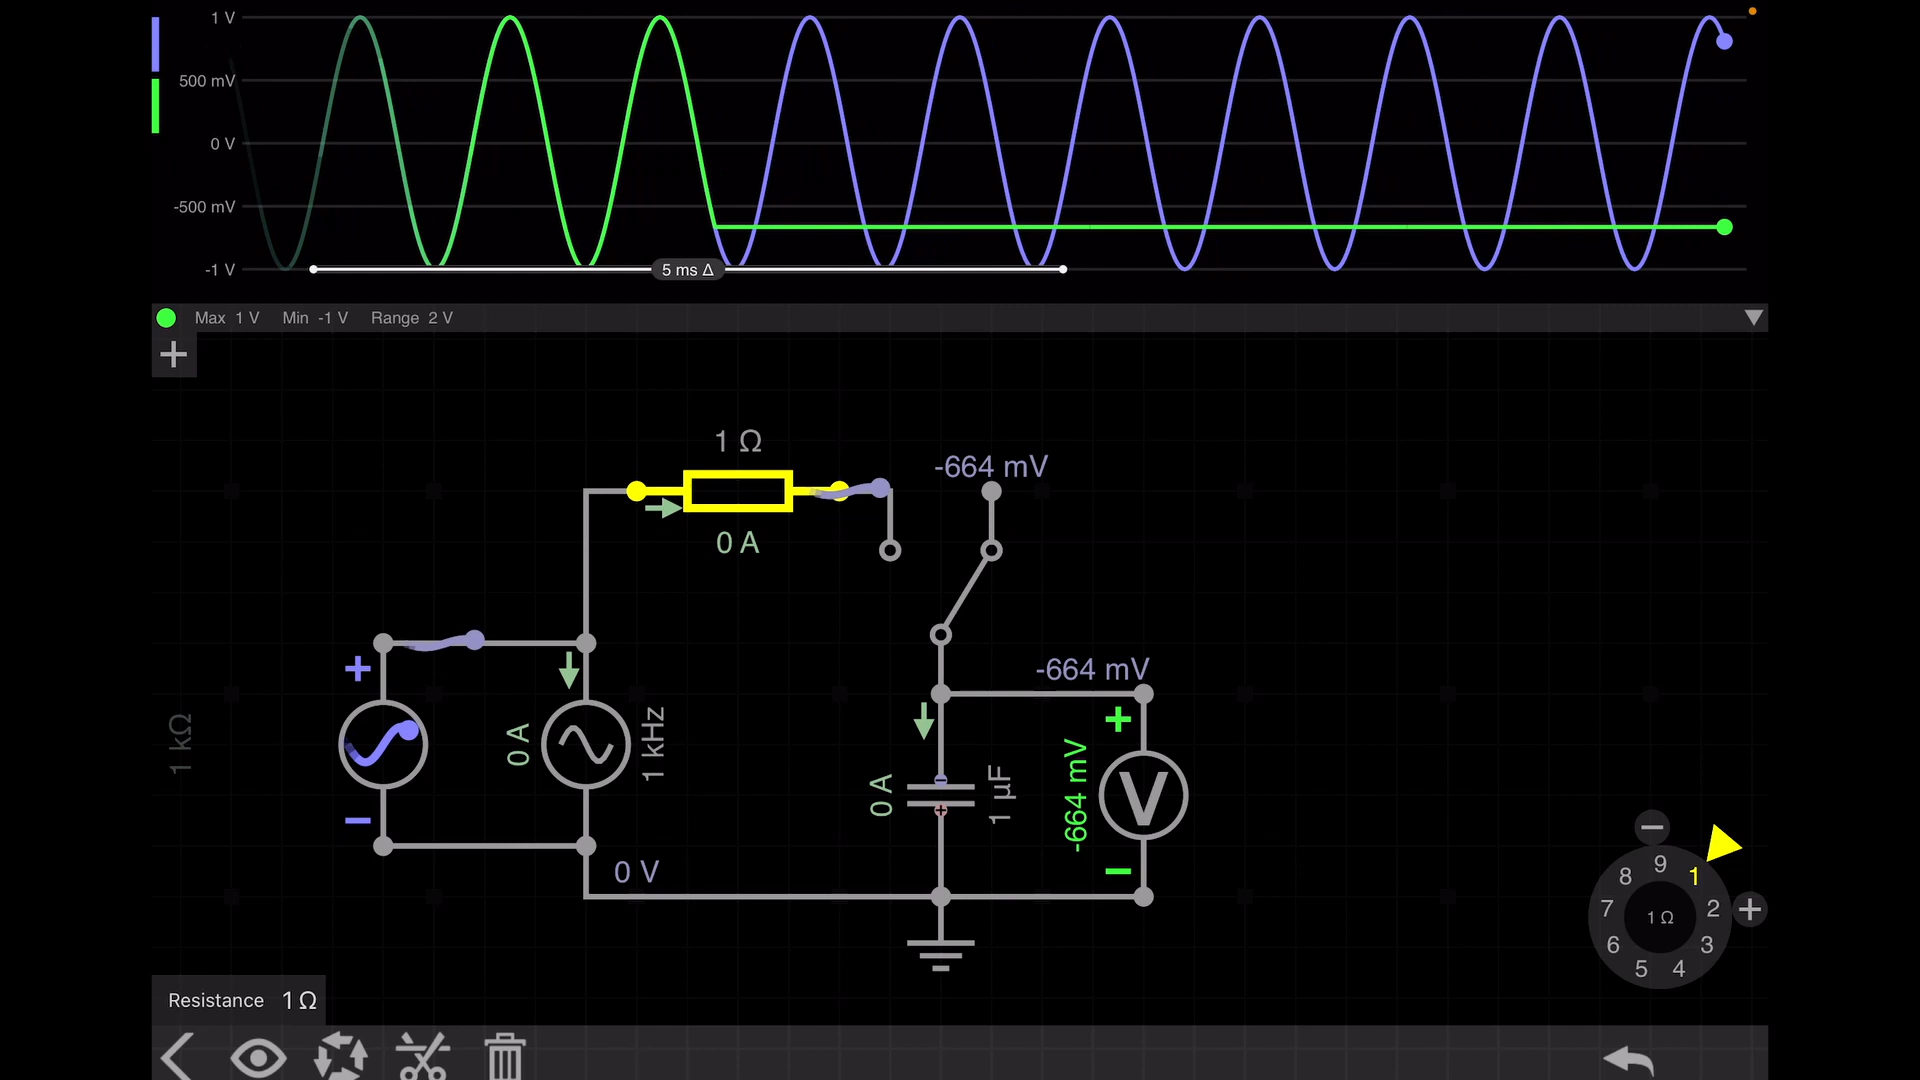 1 V
500 mV
0 V
-500 mV
-1 V
5 ms Δ
Max 1 V Min -1 V Range 2 V
1 Ω
0 A
-664 mV
-664 mV
1 kΩ
0 A
1 kHz
0 A
1 µF
-664 mV
V
0 V
9
8
1
7
1 Ω
2
6
3
5
4
Resistance 1 Ω